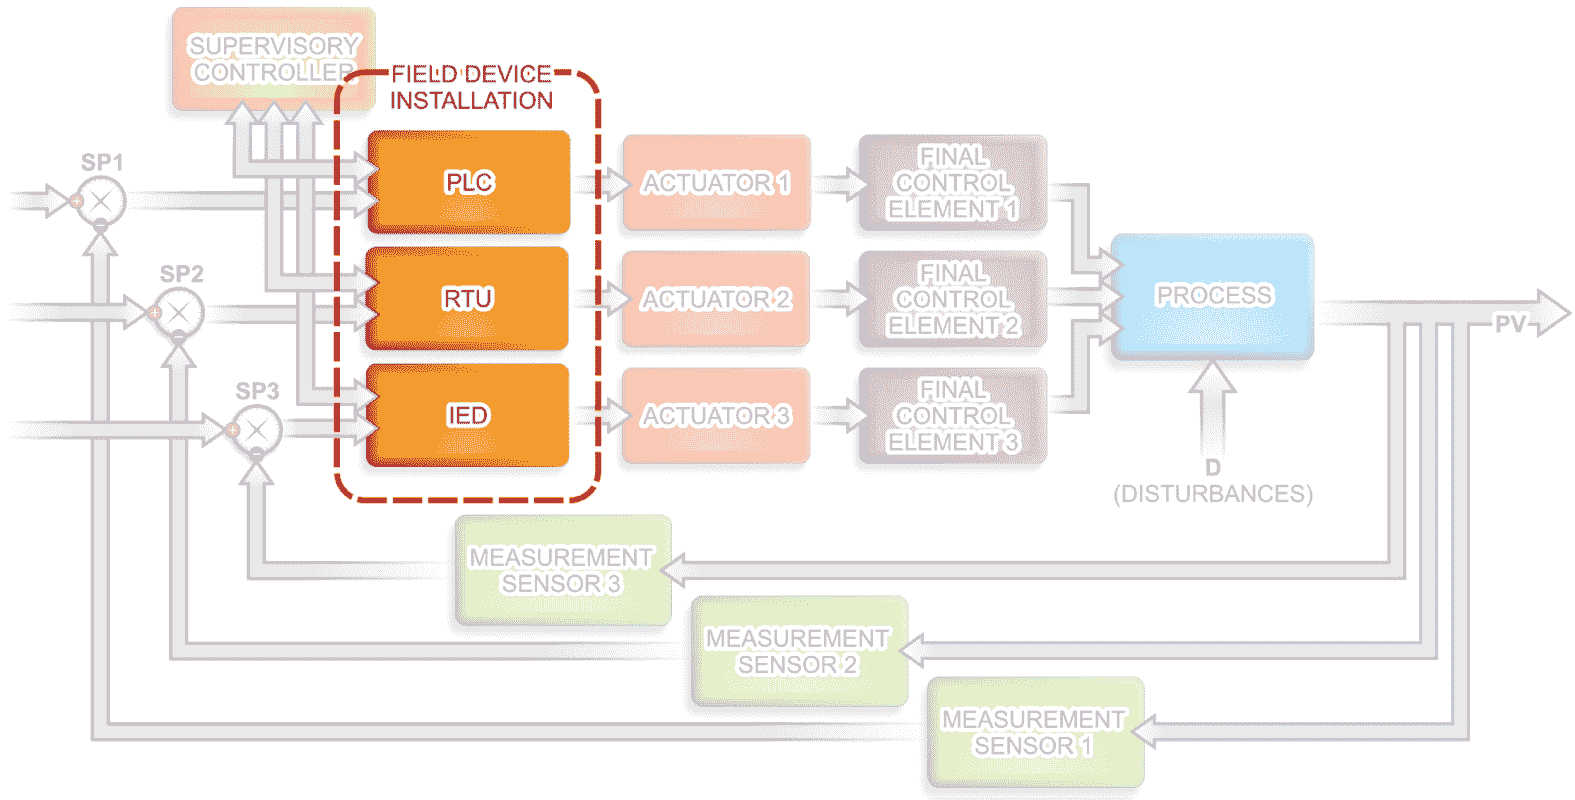 SUPERVISORY
CONTROLLER
FIELD DEVICE
INSTALLATION
SP1
PLC
ACTUATOR 1
FINAL
CONTROL
ELEMENT 1
SP2
RTU
ACTUATOR 2
FINAL
CONTROL
ELEMENT 2
PROCESS
PV
SP3
IED
ACTUATOR 3
FINAL
CONTROL
ELEMENT 3
D
(DISTURBANCES)
MEASUREMENT
SENSOR 3
MEASUREMENT
SENSOR 2
MEASUREMENT
SENSOR 1